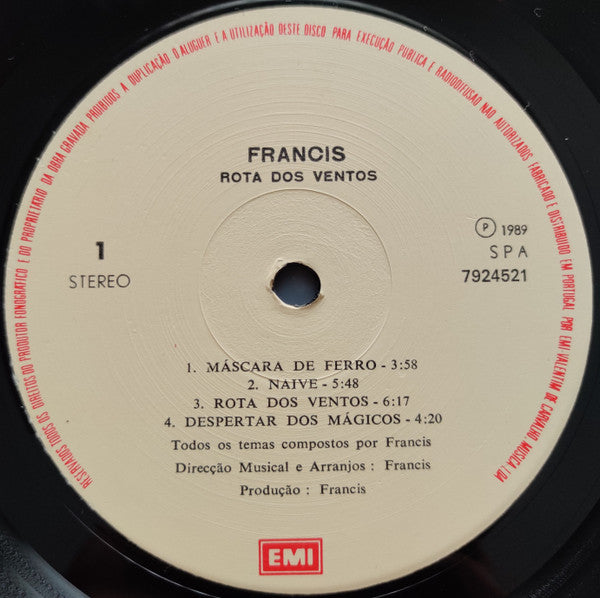 RESERVADOS TODOS OS DIREITOS DO PRODUTOR FONOGRÁFICO E DO PROPRIETÁRIO DA OBRA GRAVADA PROIBIDOS A DUPLICAÇÃO D'ALUGUER E A UTILIZAÇÃO DESTE DISCO PARA EXECUÇÃO PÚBLICA E RADIODIFUSÃO NÃO AUTORIZADOS FABRICADO E DISTRIBUIDO EM PORTUGAL POR EMI-VALENTIM DE CARVALHO, MUSICA LDA
FRANCIS
ROTA DOS VENTOS
1
STEREO
Ⓟ 1989
SPA
7924521
1. MÁSCARA DE FERRO - 3:58
2. NAIVE - 5:48
3. ROTA DOS VENTOS - 6:17
4. DESPERTAR DOS MÁGICOS - 4:20
Todos os temas compostos por Francis
Direcção Musical e Arranjos : Francis
Produção : Francis
EMI